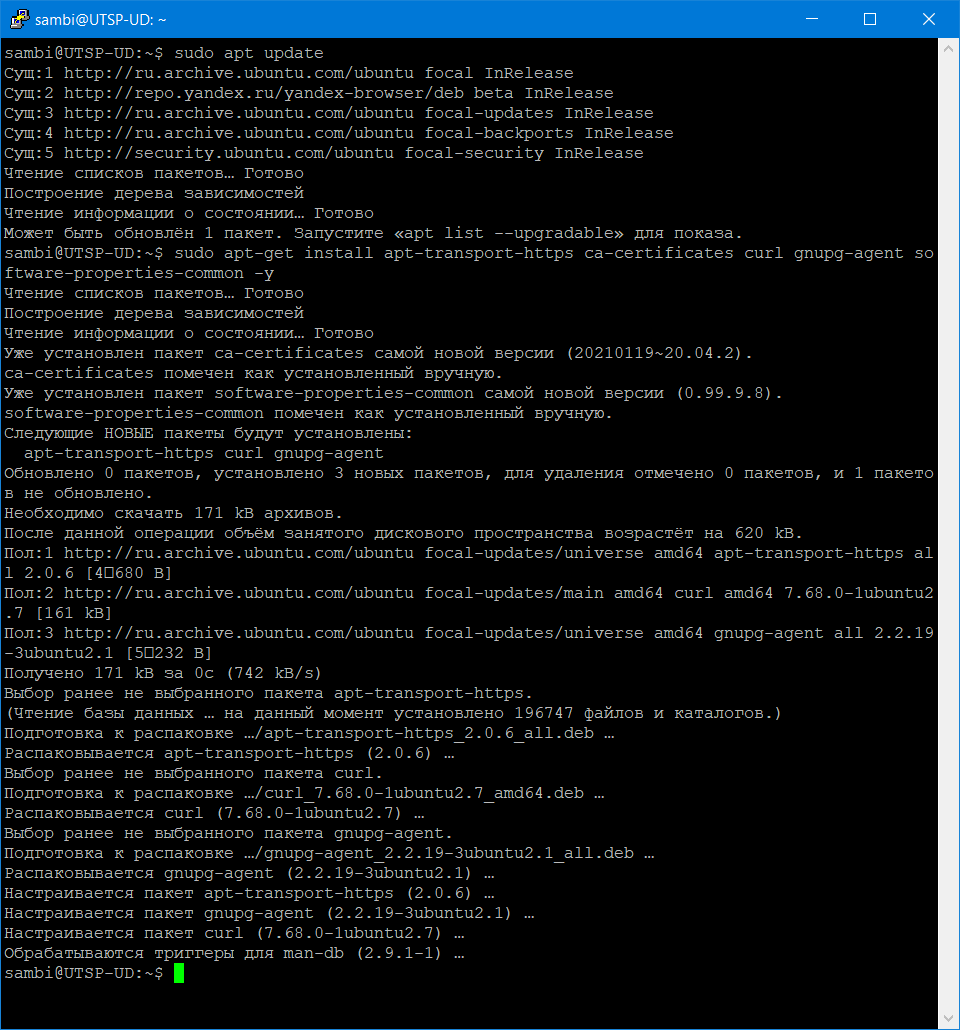 sambi@UTSP-UD: ~
sambi@UTSP-UD:~$ sudo apt update
Сущ:1 http://ru.archive.ubuntu.com/ubuntu focal InRelease
Сущ:2 http://repo.yandex.ru/yandex-browser/deb beta InRelease
Сущ:3 http://ru.archive.ubuntu.com/ubuntu focal-updates InRelease
Сущ:4 http://ru.archive.ubuntu.com/ubuntu focal-backports InRelease
Сущ:5 http://security.ubuntu.com/ubuntu focal-security InRelease
Чтение списков пакетов… Готово
Построение дерева зависимостей
Чтение информации о состоянии… Готово
Может быть обновлён 1 пакет. Запустите «apt list --upgradable» для показа.
sambi@UTSP-UD:~$ sudo apt-get install apt-transport-https ca-certificates curl gnupg-agent so
ftware-properties-common -y
Чтение списков пакетов… Готово
Построение дерева зависимостей
Чтение информации о состоянии… Готово
Уже установлен пакет ca-certificates самой новой версии (20210119~20.04.2).
ca-certificates помечен как установленный вручную.
Уже установлен пакет software-properties-common самой новой версии (0.99.9.8).
software-properties-common помечен как установленный вручную.
Следующие НОВЫЕ пакеты будут установлены:
  apt-transport-https curl gnupg-agent
Обновлено 0 пакетов, установлено 3 новых пакетов, для удаления отмечено 0 пакетов, и 1 пакето
в не обновлено.
Необходимо скачать 171 kB архивов.
После данной операции объём занятого дискового пространства возрастёт на 620 kB.
Пол:1 http://ru.archive.ubuntu.com/ubuntu focal-updates/universe amd64 apt-transport-https al
l 2.0.6 [4□680 B]
Пол:2 http://ru.archive.ubuntu.com/ubuntu focal-updates/main amd64 curl amd64 7.68.0-1ubuntu2
.7 [161 kB]
Пол:3 http://ru.archive.ubuntu.com/ubuntu focal-updates/universe amd64 gnupg-agent all 2.2.19
-3ubuntu2.1 [5□232 B]
Получено 171 kB за 0с (742 kB/s)
Выбор ранее не выбранного пакета apt-transport-https.
(Чтение базы данных … на данный момент установлено 196747 файлов и каталогов.)
Подготовка к распаковке …/apt-transport-https_2.0.6_all.deb …
Распаковывается apt-transport-https (2.0.6) …
Выбор ранее не выбранного пакета curl.
Подготовка к распаковке …/curl_7.68.0-1ubuntu2.7_amd64.deb …
Распаковывается curl (7.68.0-1ubuntu2.7) …
Выбор ранее не выбранного пакета gnupg-agent.
Подготовка к распаковке …/gnupg-agent_2.2.19-3ubuntu2.1_all.deb …
Распаковывается gnupg-agent (2.2.19-3ubuntu2.1) …
Настраивается пакет apt-transport-https (2.0.6) …
Настраивается пакет gnupg-agent (2.2.19-3ubuntu2.1) …
Настраивается пакет curl (7.68.0-1ubuntu2.7) …
Обрабатываются триггеры для man-db (2.9.1-1) …
sambi@UTSP-UD:~$